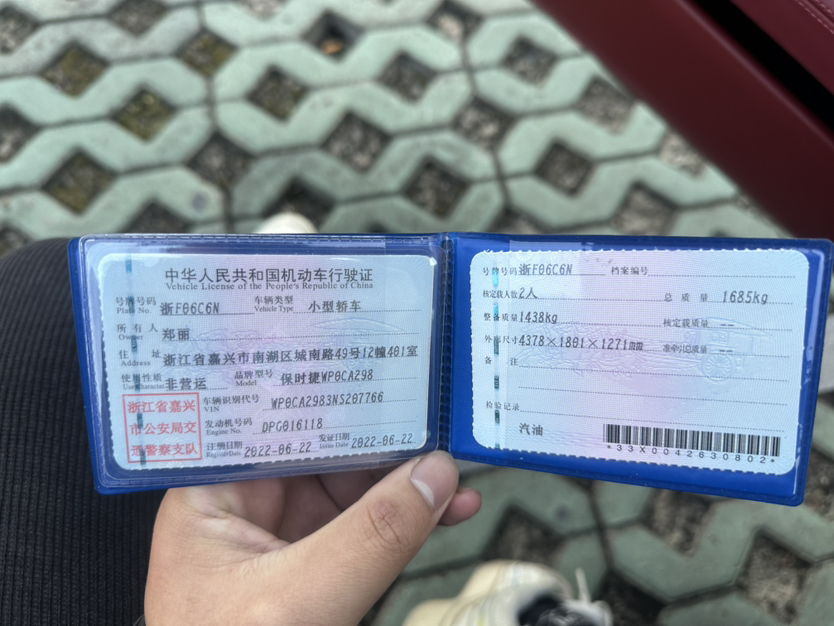 中华人民共和国机动车行驶证
Vehicle License of the People's Republic of China
号牌号码 浙F06C6N 车辆类型 小型轿车
Plate No. Vehicle Type
所有人 郑丽
Owner
住址 浙江省嘉兴市南湖区城南路49号12幢401室
Address
使用性质 非营运 品牌型号 保时捷WP0CA298
Use Character Model
浙江省嘉兴
市公安局交
通警察支队
车辆识别代号 WP0CA2983NS207766
VIN
发动机号码 DPC016118
Engine No.
注册日期 2022-06-22 发证日期 2022-06-22
Register Date Issue Date
号牌号码 浙F06C6N 档案编号
核定载人数 2人 总质量 1685kg
整备质量 1438kg 核定载质量 --
外廓尺寸 4378×1801×1271mm 准牵引总质量 --
备注
检验记录
汽油
*33X0042630802*